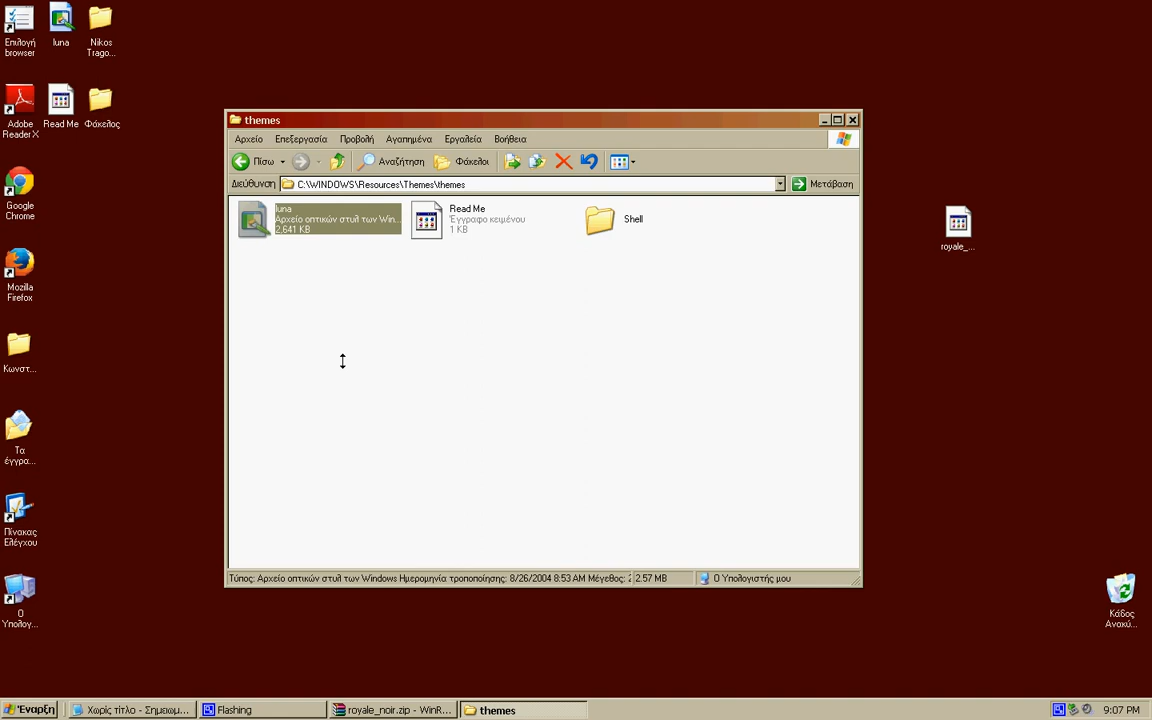 Επιλογή
browser
luna
Nikos
Trago...
Adobe
Reader X
Read Me
Φάκελος
Google
Chrome
Mozilla
Firefox
Κωνστ...
Τα
έγγρα...
Πίνακας
Ελέγχου
Ο
Υπολογ...
themes
Αρχείο Επεξεργασία Προβολή Αγαπημένα Εργαλεία Βοήθεια
Πίσω Αναζήτηση Φάκελοι
Διεύθυνση C:\WINDOWS\Resources\Themes\themes Μετάβαση
luna
Αρχείο οπτικών στυλ των Win...
2.641 KB
Read Me
Έγγραφο κειμένου
1 KB
Shell
Τύπος: Αρχείο οπτικών στυλ των Windows Ημερομηνία τροποποίησης: 8/26/2004 8:53 AM Μέγεθος: 2 2.57 MB Ο Υπολογιστής μου
royale_...
Κάδος
Ανακύ...
Έναρξη Χωρίς τίτλο - Σημειωμ... Flashing royale_noir.zip - WinR... themes 9:07 PM